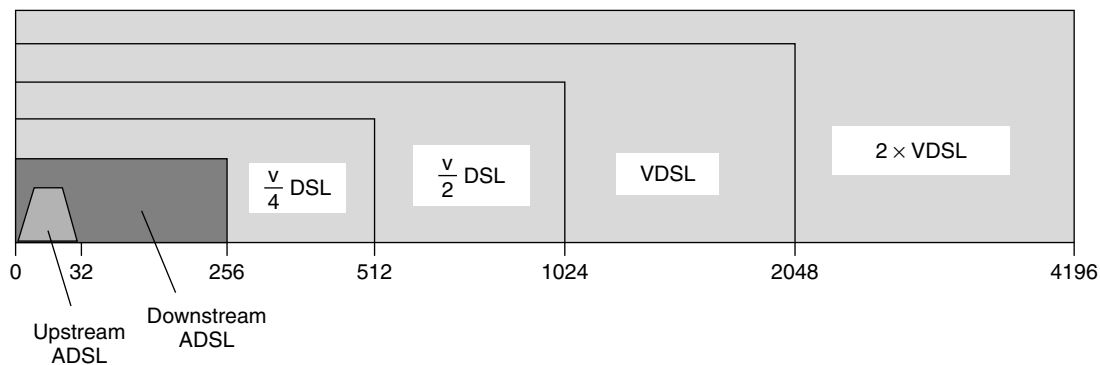 v
4 DSL
v
2 DSL
VDSL
2 × VDSL
0 32 256 512 1024 2048 4196
Upstream
ADSL
Downstream
ADSL